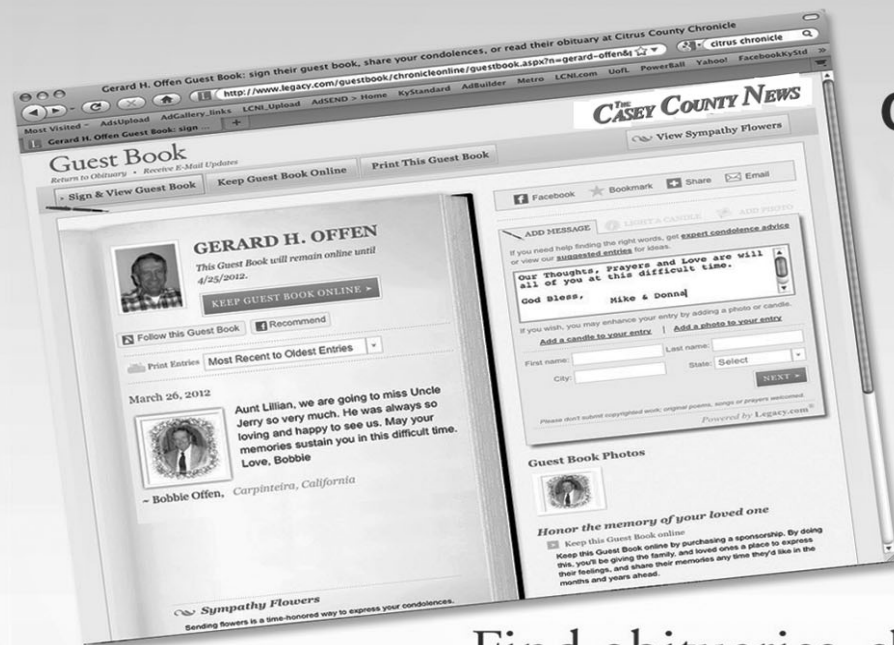 Gerard H. Offen Guest Book: sign their guest book, share your condolences, or read their obituary at Citrus County Chronicle
http://www.legacy.com/guestbook/chronicleonline/guestbook.aspx?n=gerard-offen&
citrus chronicle
Most Visited AdsUpload AdGallery_links LCNI_Upload AdSEND > Home KyStandard AdBuilder Metro LCNI.com UofL PowerBall Yahoo! FacebookKyStd »
Gerard H. Offen Guest Book: sign ... +
THE CASEY COUNTY NEWS
Guest Book
Return to Obituary • Receive E-Mail Updates
View Sympathy Flowers
Sign & View Guest Book Keep Guest Book Online Print This Guest Book
Facebook Bookmark Share Email
GERARD H. OFFEN
This Guest Book will remain online until
4/25/2012.
KEEP GUEST BOOK ONLINE
Follow this Guest Book Recommend
Print Entries Most Recent to Oldest Entries
March 26, 2012
Aunt Lillian, we are going to miss Uncle
Jerry so very much. He was always so
loving and happy to see us. May your
memories sustain you in this difficult time.
Love, Bobbie
~ Bobbie Offen, Carpinteira, California
Sympathy Flowers
Sending flowers is a time-honored way to express your condolences.
ADD MESSAGE LIGHT A CANDLE ADD PHOTO
If you need help finding the right words, get expert condolence advice
or view our suggested entries for ideas.
Our Thoughts, Prayers and Love are will
all of you at this difficult time.
God Bless, Mike & Donna
If you wish, you may enhance your entry by adding a photo or candle.
Add a candle to your entry | Add a photo to your entry
First name: Last name:
City: State: Select
NEXT
Please don't submit copyrighted work; original poems, songs or prayers welcomed.
Powered by Legacy.com®
Guest Book Photos
Honor the memory of your loved one
Keep this Guest Book online
Keep this Guest Book online by purchasing a sponsorship. By doing
this, you'll be giving the family, and loved ones a place to express
their feelings, and share their memories any time they'd like in the
months and years ahead.
Find obituaries